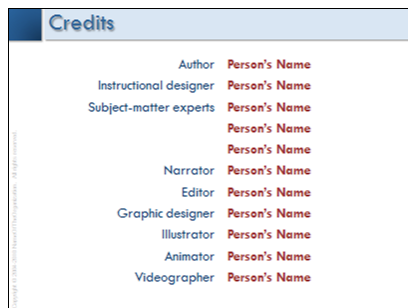 Credits
Author Person's Name
Instructional designer Person's Name
Subject-matter experts Person's Name
Person's Name
Person's Name
Narrator Person's Name
Editor Person's Name
Graphic designer Person's Name
Illustrator Person's Name
Animator Person's Name
Videographer Person's Name